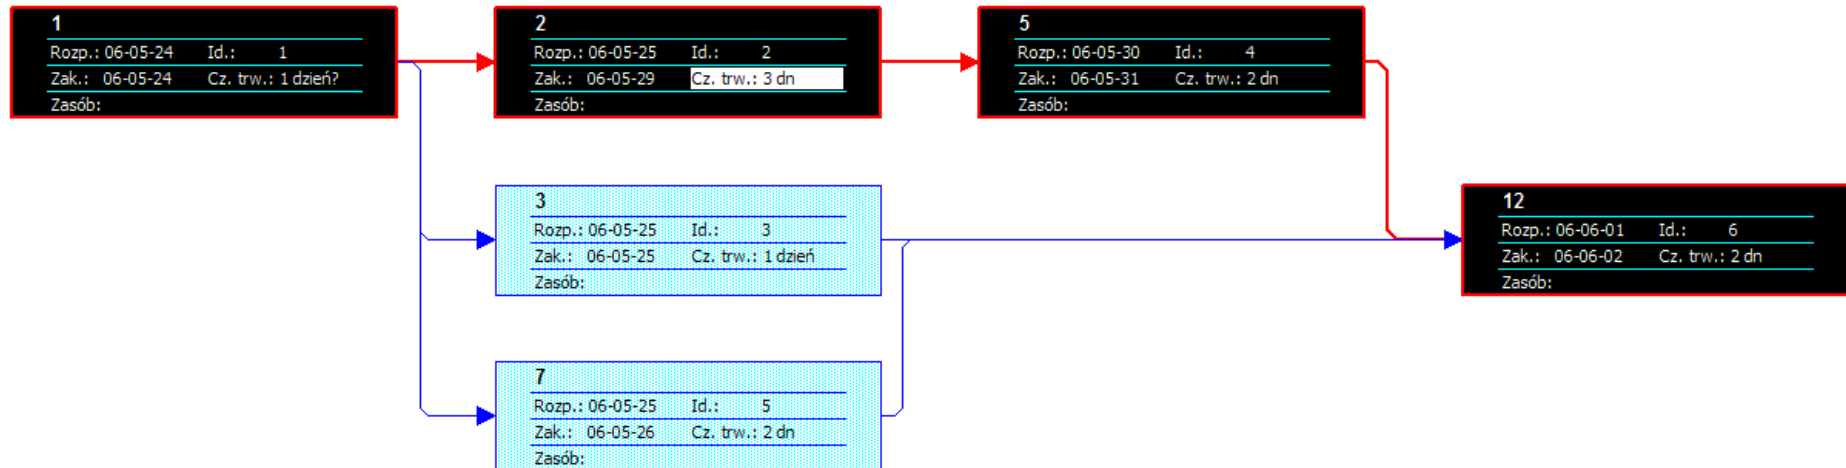 1
Rozp.: 06-05-24 Id.: 1
Zak.: 06-05-24 Cz. trw.: 1 dzień?
Zasób:
2
Rozp.: 06-05-25 Id.: 2
Zak.: 06-05-29 Cz. trw.: 3 dn
Zasób:
5
Rozp.: 06-05-30 Id.: 4
Zak.: 06-05-31 Cz. trw.: 2 dn
Zasób:
3
Rozp.: 06-05-25 Id.: 3
Zak.: 06-05-25 Cz. trw.: 1 dzień
Zasób:
12
Rozp.: 06-06-01 Id.: 6
Zak.: 06-06-02 Cz. trw.: 2 dn
Zasób:
7
Rozp.: 06-05-25 Id.: 5
Zak.: 06-05-26 Cz. trw.: 2 dn
Zasób: